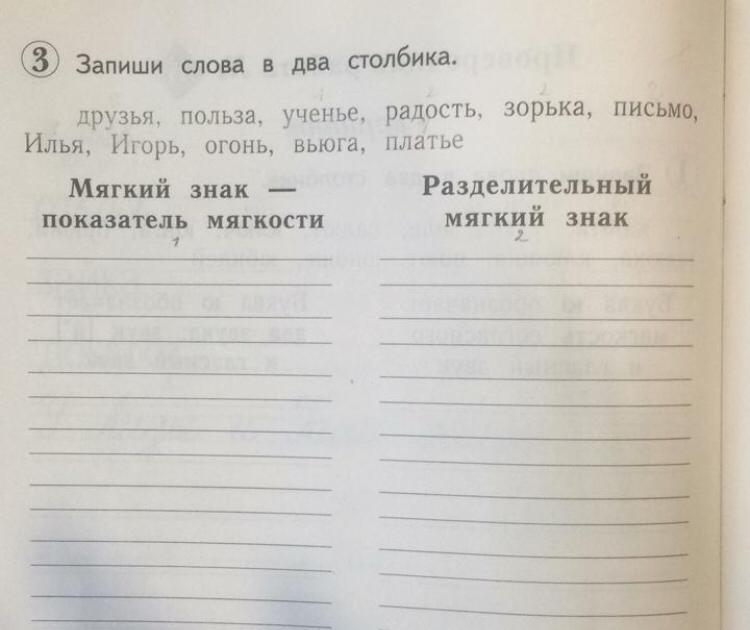 3 Запиши слова в два столбика.
друзья, польза, ученье, радость, зорька, письмо,
Илья, Игорь, огонь, вьюга, платье
Мягкий знак —
показатель мягкости
1
Разделительный
мягкий знак
2